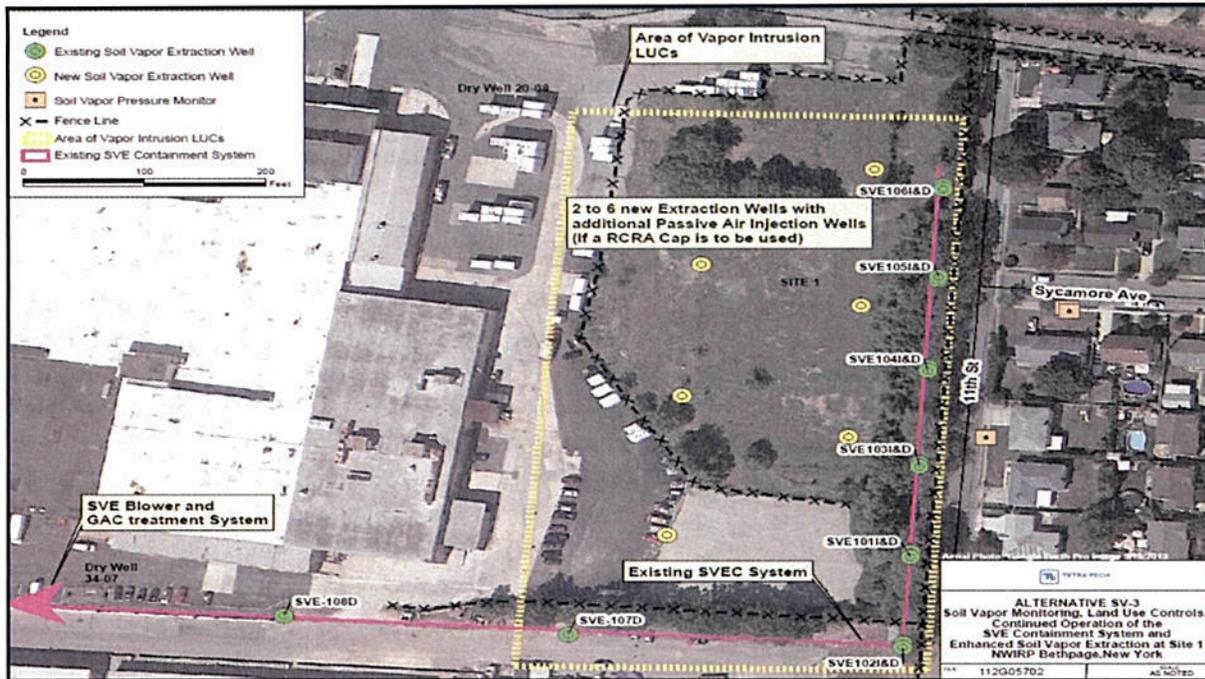 Legend
Existing Soil Vapor Extraction Well
New Soil Vapor Extraction Well
Soil Vapor Pressure Monitor
Fence Line
Area of Vapor Intrusion LUCs
Existing SVE Containment System
0 100 200
Feet
Area of Vapor Intrusion
LUCs
Dry Well 20-08
SVE106I&D
2 to 6 new Extraction Wells with
additional Passive Air Injection Wells
(If a RCRA Cap is to be used)
SVE105I&D
SITE 1
Sycamore Ave
SVE104I&D
11th St
SVE103I&D
SVE Blower and
GAC treatment System
SVE101I&D
Existing SVEC System
Dry Well
34-07
SVE-108D
SVE-107D
SVE102I&D
TETRA TECH
ALTERNATIVE SV-3
Soil Vapor Monitoring, Land Use Controls,
Continued Operation of the
SVE Containment System and
Enhanced Soil Vapor Extraction at Site 1
NWIRP Bethpage,New York
112G05702
AS NOTED